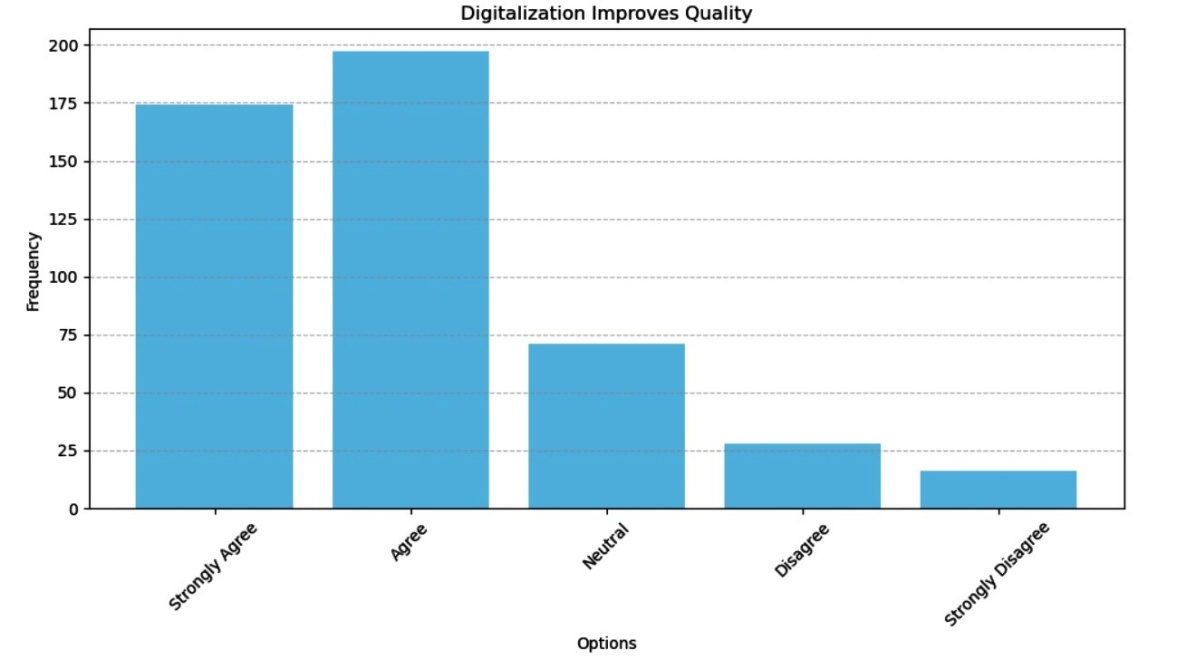 Digitalization Improves Quality
200
175
150
125
100
75
50
25
0
Frequency
Strongly Agree
Agree
Neutral
Disagree
Strongly Disagree
Options